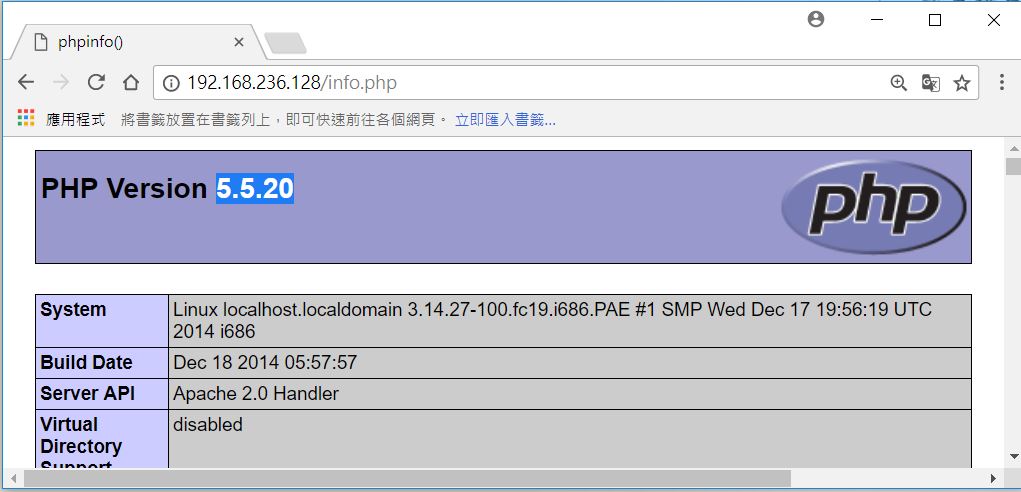 phpinfo()
192.168.236.128/info.php
應用程式 將書籤放置在書籤列上，即可快速前往各個網頁。 立即匯入書籤...
PHP Version 5.5.20
php
System Linux localhost.localdomain 3.14.27-100.fc19.i686.PAE #1 SMP Wed Dec 17 19:56:19 UTC
2014 i686
Build Date Dec 18 2014 05:57:57
Server API Apache 2.0 Handler
Virtual disabled
Directory
Support